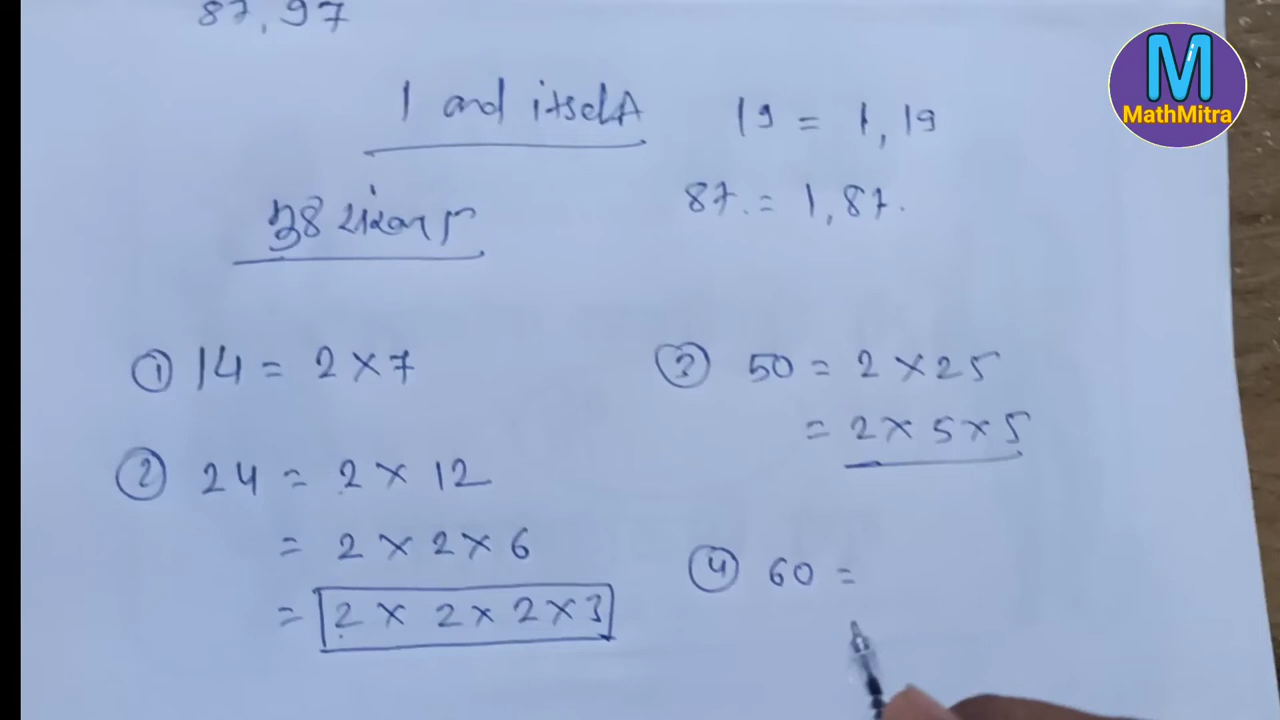 87, 97
1 and itself
19 = 1, 19
87. = 1, 87.
① 14 = 2 × 7
② 24 = 2 × 12
= 2 × 2 × 6
= 2 × 2 × 2 × 3
③ 50 = 2 × 25
= 2 × 5 × 5
④ 60 =
M
MathMitra